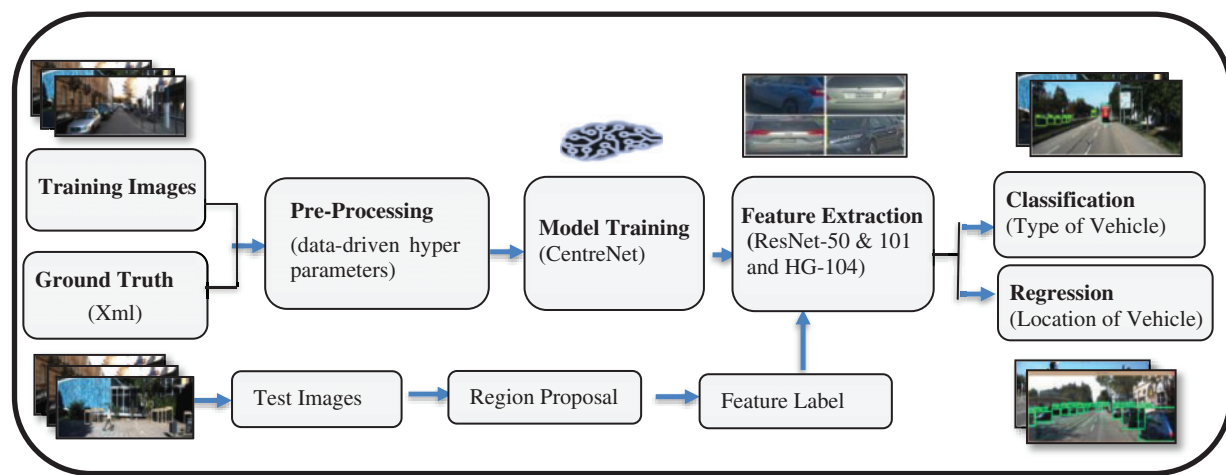 Training Images
Ground Truth
(Xml)
Pre-Processing
(data-driven hyper
parameters)
Model Training
(CentreNet)
Feature Extraction
(ResNet-50 & 101
and HG-104)
Classification
(Type of Vehicle)
Regression
(Location of Vehicle)
Test Images
Region Proposal
Feature Label